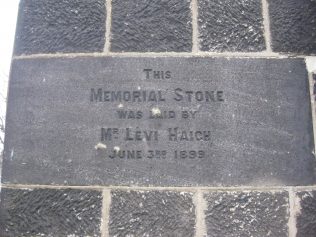 THIS
MEMORIAL STONE
WAS LAID BY
MR LEVI HAIGH
JUNE 3RD 1899